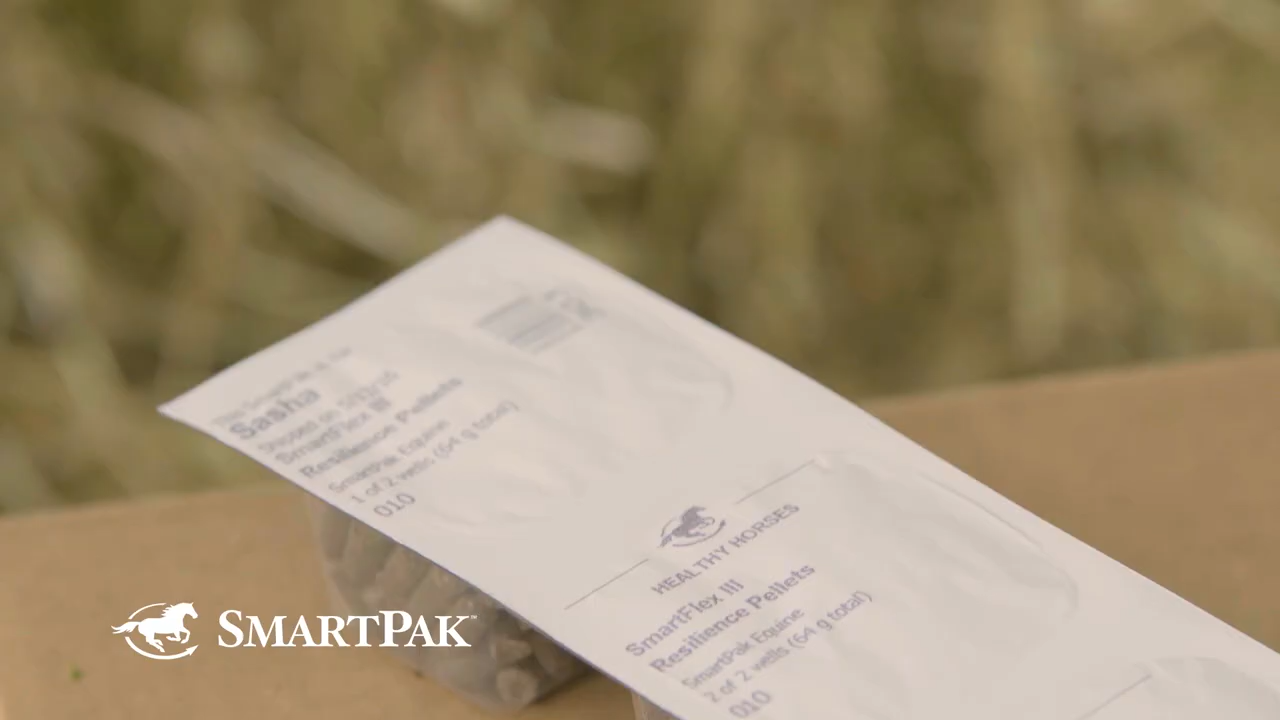 Sasha
SmartFlex III
Resilience Pellets
SmartPak Equine
1 of 2 wells (64 g total)
010
HEALTHY HORSES
SmartFlex III
Resilience Pellets
SmartPak Equine
2 of 2 wells (64 g total)
010
SMARTPAK™